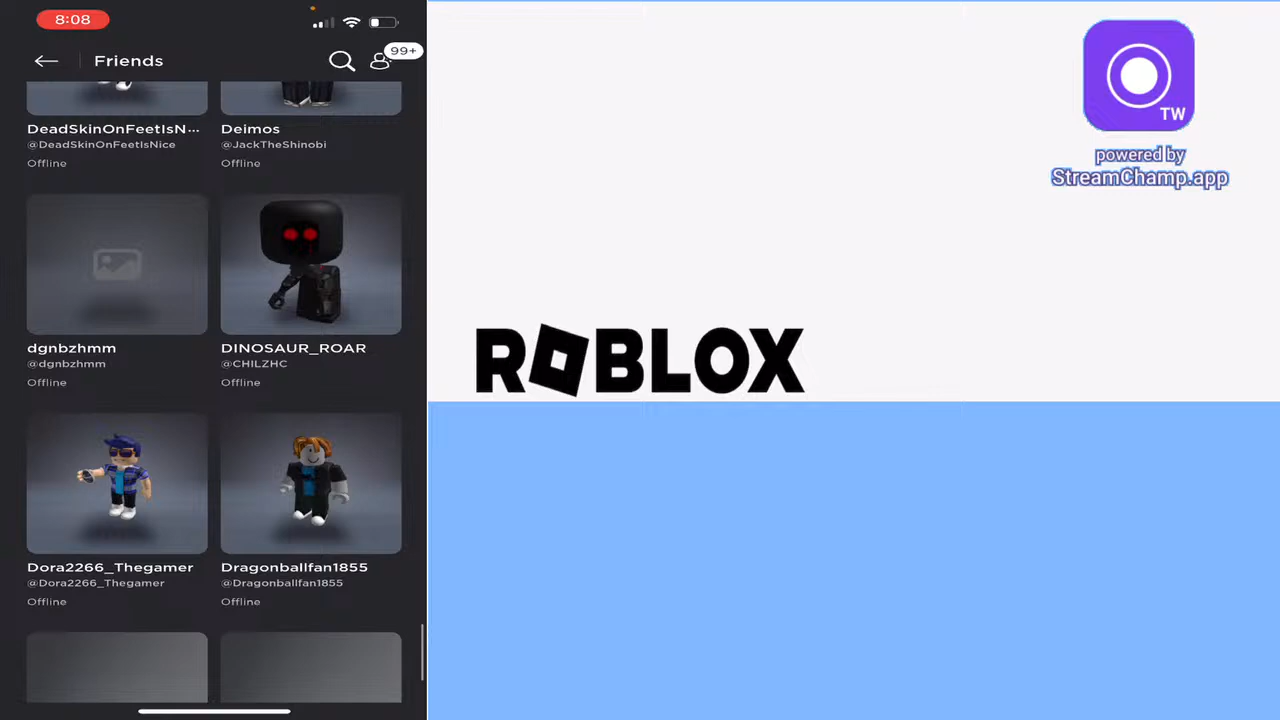 8:08
Friends
99+
DeadSkinOnFeetIsN...
@DeadSkinOnFeetIsNice
Offline
Deimos
@JackTheShinobi
Offline
dgnbzhmm
@dgnbzhmm
Offline
DINOSAUR_ROAR
@CHILZHC
Offline
Dora2266_Thegamer
@Dora2266_Thegamer
Offline
Dragonballfan1855
@Dragonballfan1855
Offline
TW
powered by
StreamChamp.app
ROBLOX